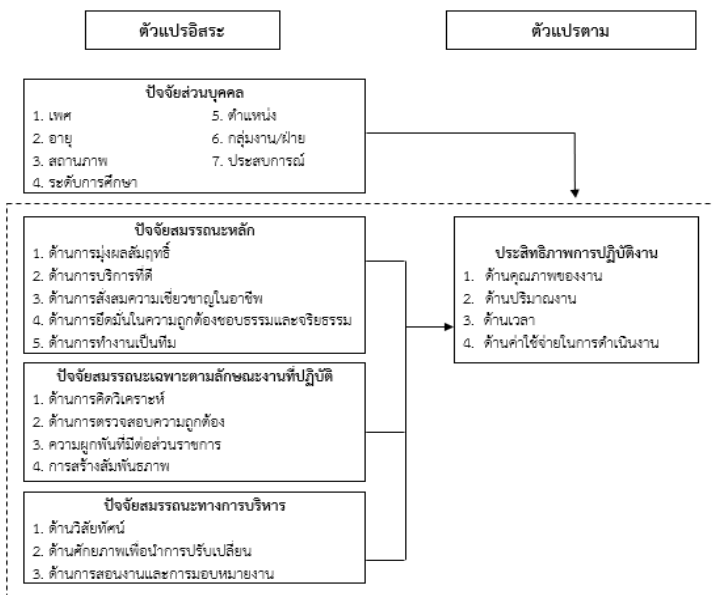 ตัวแปรอิสระ
ตัวแปรตาม
ปัจจัยส่วนบุคคล
1. เพศ
2. อายุ
3. สถานภาพ
4. ระดับการศึกษา
5. ตำแหน่ง
6. กลุ่มงาน/ฝ่าย
7. ประสบการณ์
ปัจจัยสมรรถนะหลัก
1. ด้านการมุ่งผลสัมฤทธิ์
2. ด้านการบริการที่ดี
3. ด้านการสั่งสมความเชี่ยวชาญในอาชีพ
4. ด้านการยึดมั่นในความถูกต้องชอบธรรมและจริยธรรม
5. ด้านการทำงานเป็นทีม
ปัจจัยสมรรถนะเฉพาะตามลักษณะงานที่ปฏิบัติ
1. ด้านการคิดวิเคราะห์
2. ด้านการตรวจสอบความถูกต้อง
3. ความผูกพันที่มีต่อส่วนราชการ
4. การสร้างสัมพันธภาพ
ปัจจัยสมรรถนะทางการบริหาร
1. ด้านวิสัยทัศน์
2. ด้านศักยภาพเพื่อนำการปรับเปลี่ยน
3. ด้านการสอนงานและการมอบหมายงาน
ประสิทธิภาพการปฏิบัติงาน
1. ด้านคุณภาพของงาน
2. ด้านปริมาณงาน
3. ด้านเวลา
4. ด้านค่าใช้จ่ายในการดำเนินงาน